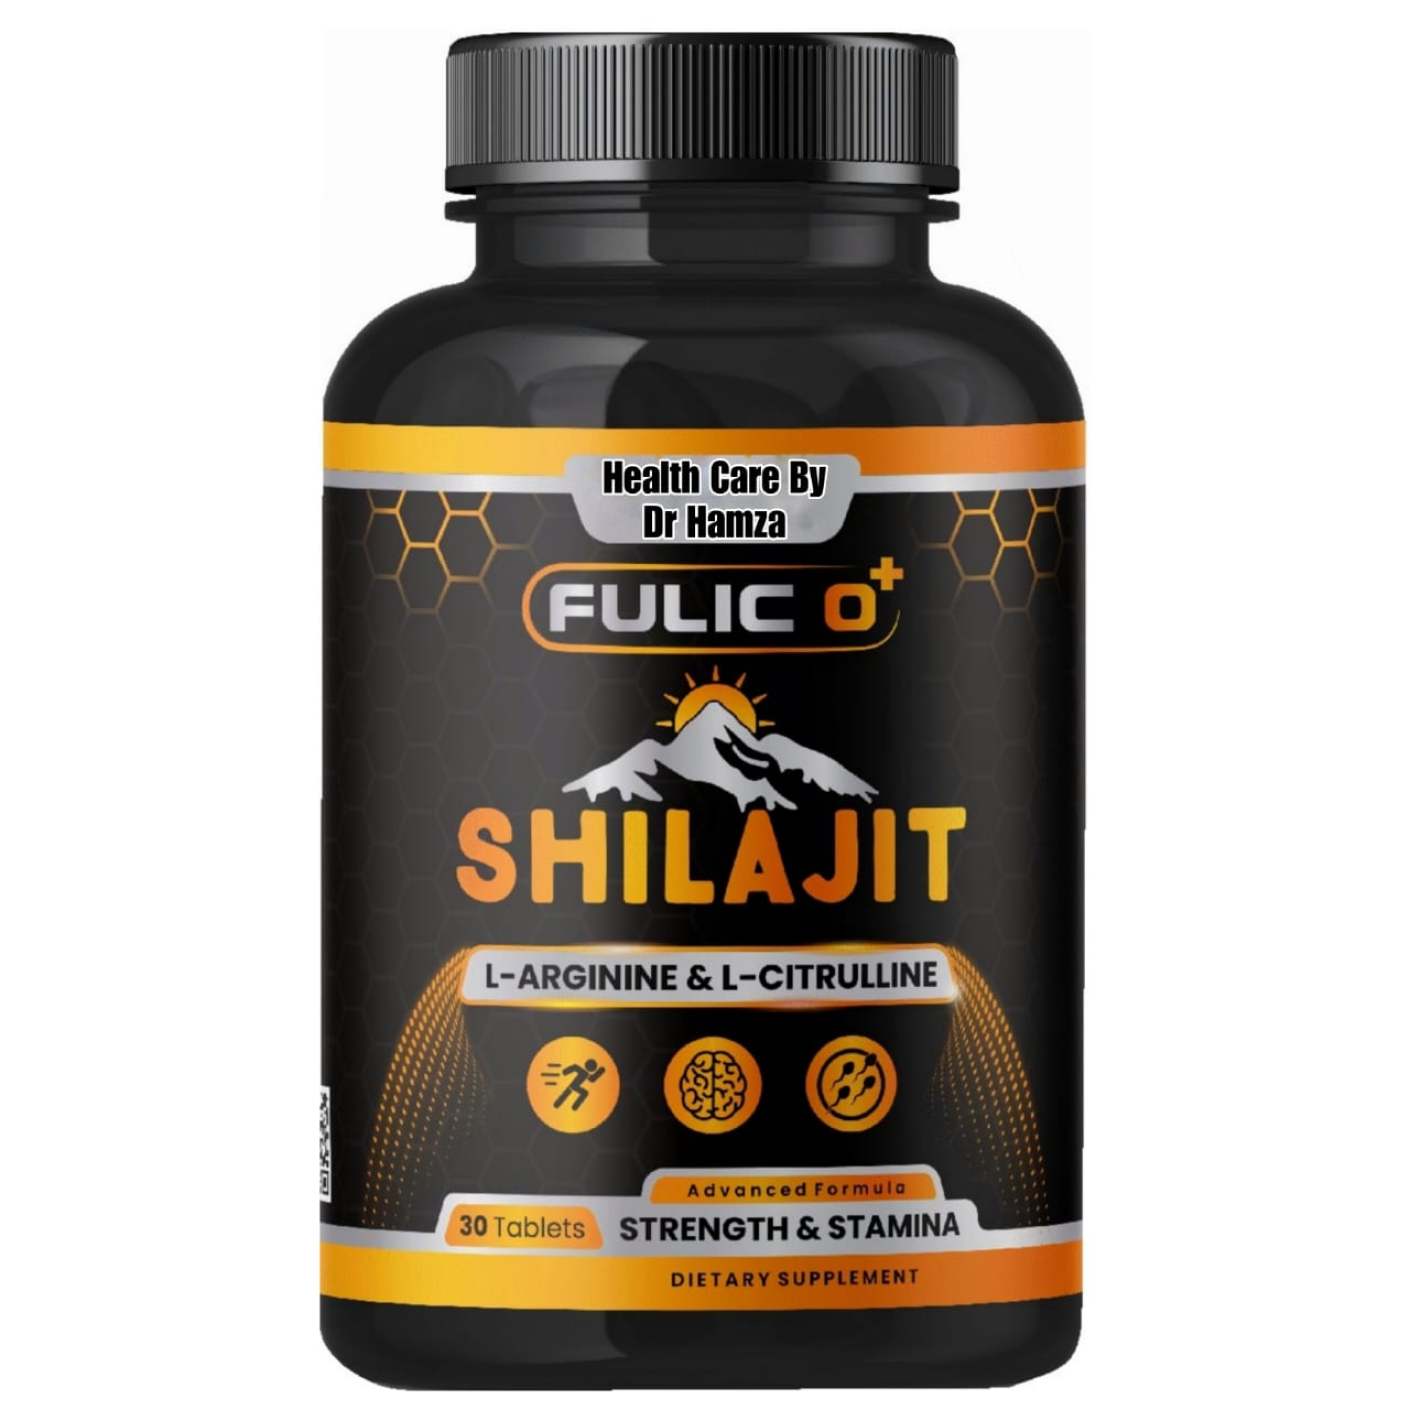 Health Care By
Dr Hamza
FULIC O+
SHILAJIT
L-ARGININE & L-CITRULLINE
Advanced Formula
30 Tablets STRENGTH & STAMINA
DIETARY SUPPLEMENT